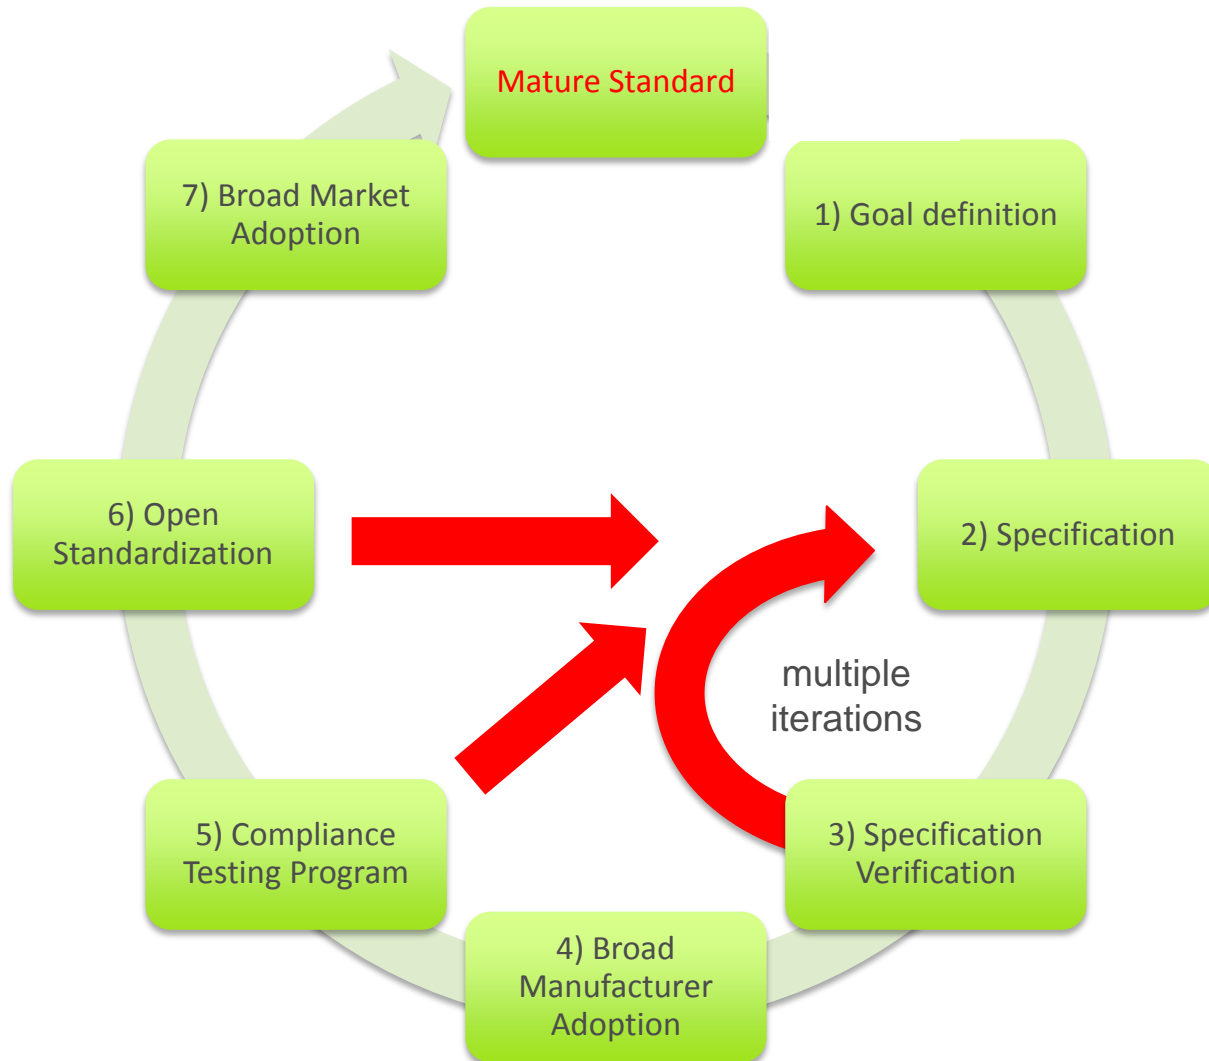 Mature Standard
1) Goal definition
2) Specification
multiple
iterations
3) Specification
Verification
4) Broad
Manufacturer
Adoption
5) Compliance
Testing Program
6) Open
Standardization
7) Broad Market
Adoption